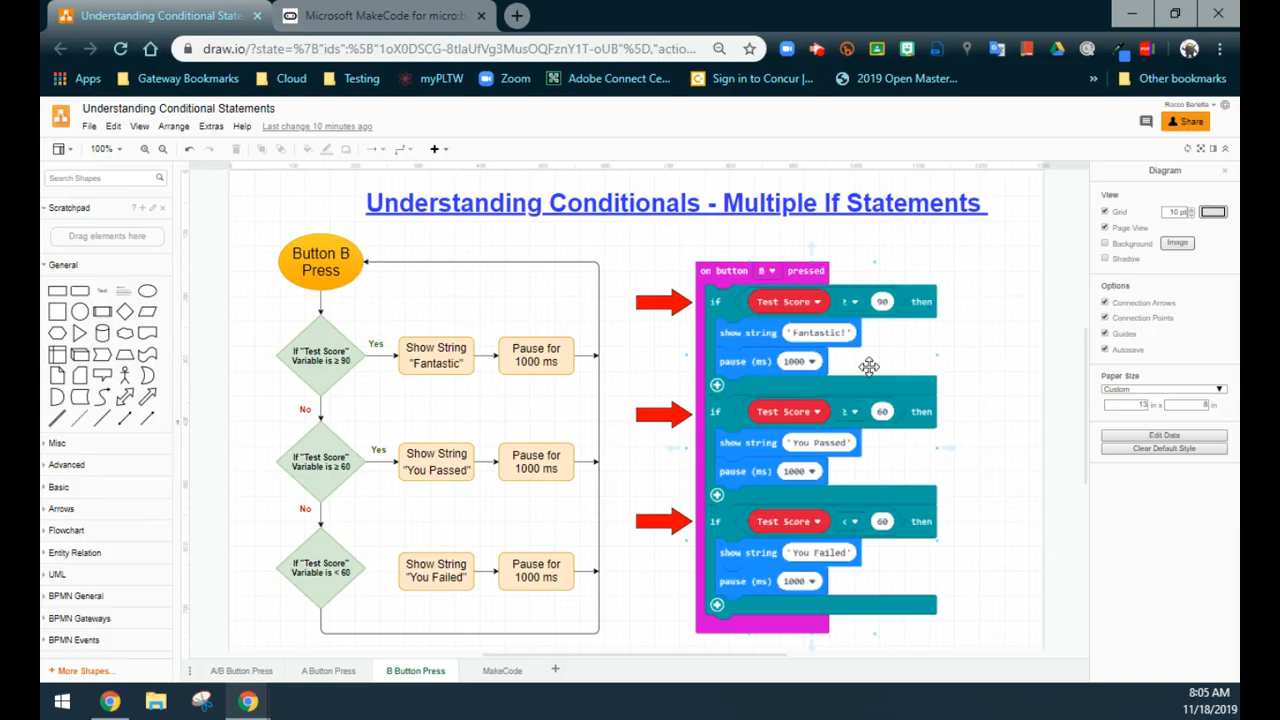 Understanding Conditional State
Microsoft MakeCode for micro:b
draw.io/?state=%7B"ids":%5B"1oX0DSCG-8tlaUfVg3MusOQFznY1T-oUB"%5D,"actio...
Apps
Gateway Bookmarks
Cloud
Testing
myPLTW
Zoom
Adobe Connect Ce...
Sign in to Concur |...
2019 Open Master...
»
Other bookmarks
Understanding Conditional Statements
Rocco Barietta
File Edit View Arrange Extras Help Last change 10 minutes ago
Share
100%
Search Shapes
Scratchpad
Drag elements here
General
Text
Misc
Advanced
Basic
Arrows
Flowchart
Entity Relation
UML
BPMN General
BPMN Gateways
BPMN Events
+ More Shapes...
Understanding Conditionals - Multiple If Statements
Button B
Press
If "Test Score"
Variable is ≥ 90
Yes
Show String
"Fantastic"
Pause for
1000 ms
No
If "Test Score"
Variable is ≥ 60
Yes
Show String
"You Passed"
Pause for
1000 ms
No
If "Test Score"
Variable is < 60
Show String
"You Failed"
Pause for
1000 ms
on button B pressed
if Test Score ≥ 90 then
show string "Fantastic!"
pause (ms) 1000
if Test Score ≥ 60 then
show string "You Passed"
pause (ms) 1000
if Test Score < 60 then
show string "You Failed"
pause (ms) 1000
A/B Button Press
A Button Press
B Button Press
MakeCode
Diagram
View
Grid 10 pt
Page View
Background Image
Shadow
Options
Connection Arrows
Connection Points
Guides
Autosave
Paper Size
Custom
13 in x 8 in
Edit Data
Clear Default Style
8:05 AM
11/18/2019